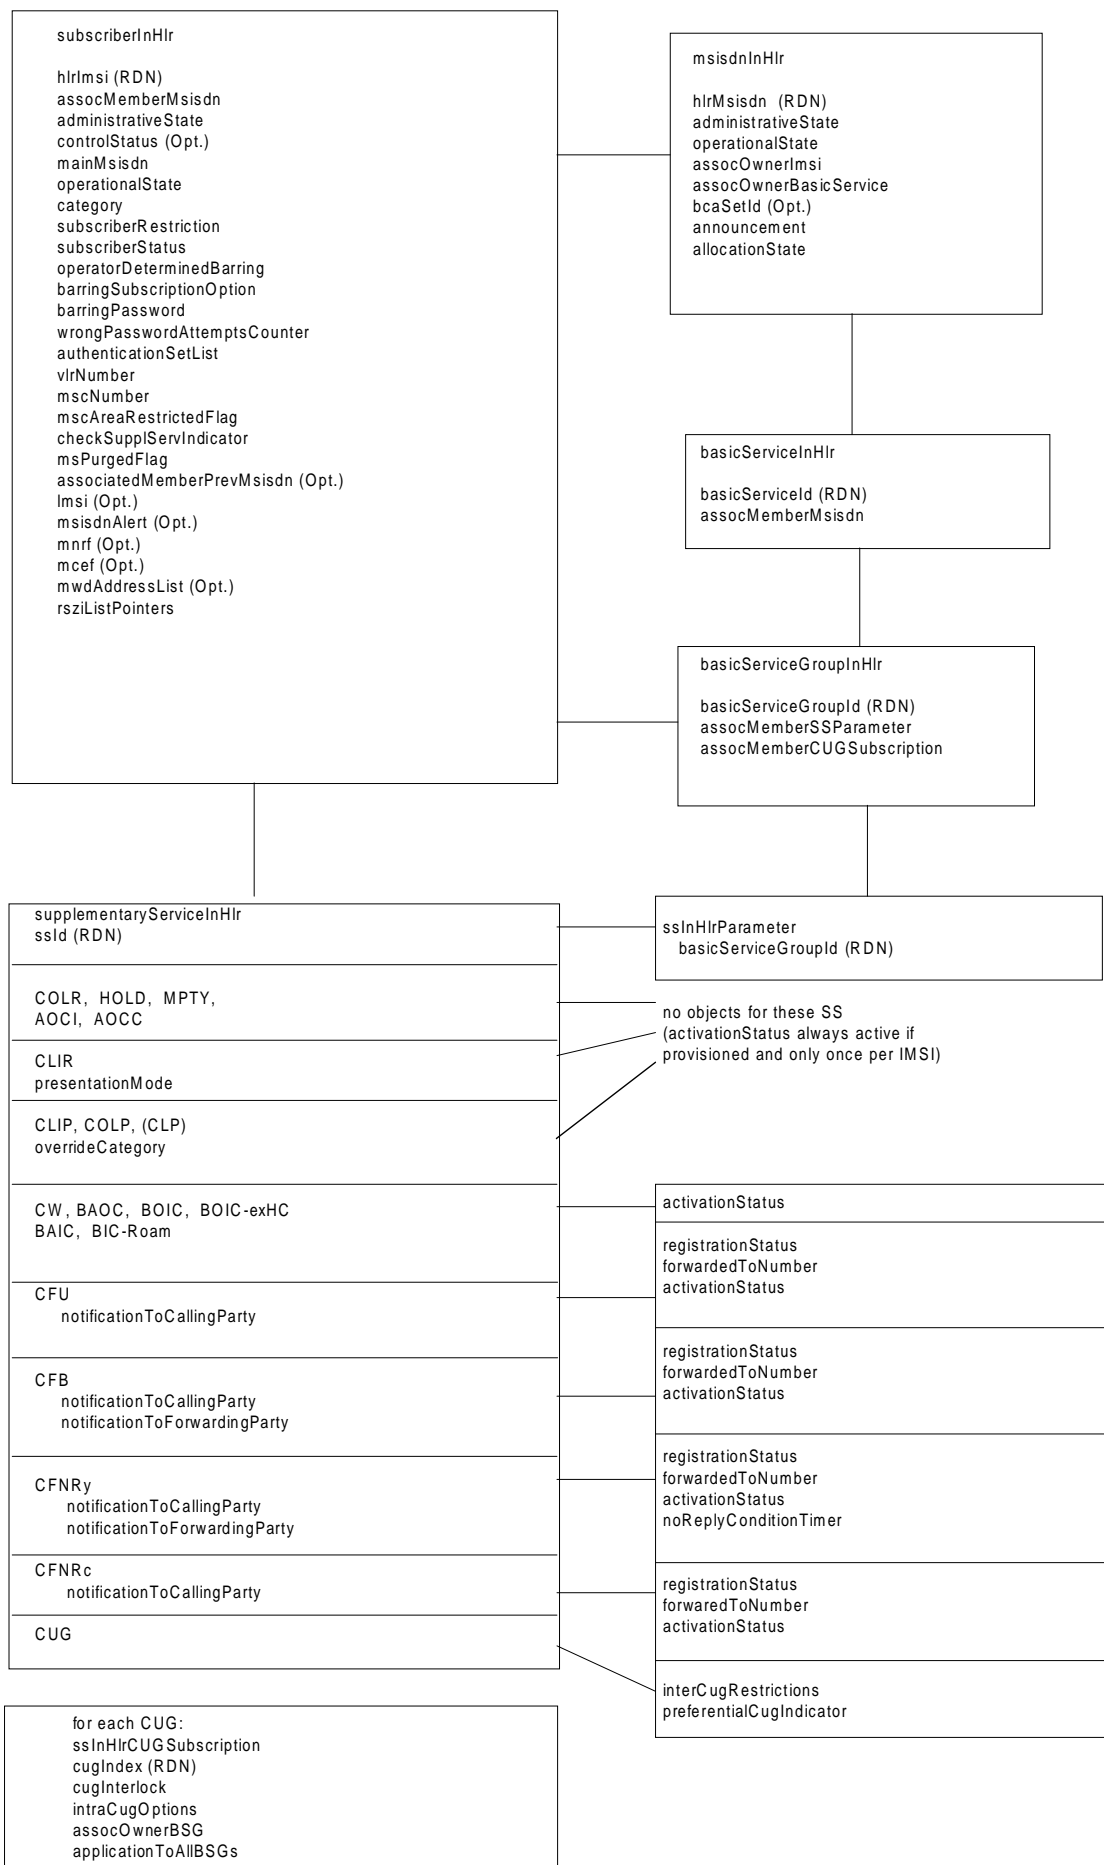 subscriberInHlr
hlrImsi (RDN)
assocMemberMsisdn
administrativeState
controlStatus (Opt.)
mainMsisdn
operationalState
category
subscriberRestriction
subscriberStatus
operatorDeterminedBarring
barringSubscriptionOption
barringPassword
wrongPasswordAttemptsCounter
authenticationSetList
vlrNumber
mscNumber
mscAreaRestrictedFlag
checkSupplServIndicator
msPurgedFlag
associatedMemberPrevMsisdn (Opt.)
lmsi (Opt.)
msisdnAlert (Opt.)
mnrf (Opt.)
mcef (Opt.)
mwdAddressList (Opt.)
rsziListPointers
msisdnInHlr
hlrMsisdn (RDN)
administrativeState
operationalState
assocOwnerImsi
assocOwnerBasicService
bcaSetId (Opt.)
announcement
allocationState
basicServiceInHlr
basicServiceId (RDN)
assocMemberMsisdn
basicServiceGroupInHlr
basicServiceGroupId (RDN)
assocMemberSSParameter
assocMemberCUGSubscription
supplementaryServiceInHlr
ssId (RDN)
ssInHlrParameter
basicServiceGroupId (RDN)
COLR, HOLD, MPTY,
AOCI, AOCC
no objects for these SS
(activationStatus always active if
provisioned and only once per IMSI)
CLIR
presentationMode
CLIP, COLP, (CLP)
overrideCategory
CW, BAOC, BOIC, BOIC-exHC
BAIC, BIC-Roam
activationStatus
CFU
notificationToCallingParty
registrationStatus
forwardedToNumber
activationStatus
CFB
notificationToCallingParty
notificationToForwardingParty
registrationStatus
forwardedToNumber
activationStatus
CFNRy
notificationToCallingParty
notificationToForwardingParty
registrationStatus
forwardedToNumber
activationStatus
noReplyConditionTimer
CFNRc
notificationToCallingParty
registrationStatus
forwaredToNumber
activationStatus
CUG
interCugRestrictions
preferentialCugIndicator
for each CUG:
ssInHlrCUGSubscription
cugIndex (RDN)
cugInterlock
intraCugOptions
assocOwnerBSG
applicationToAllBSGs